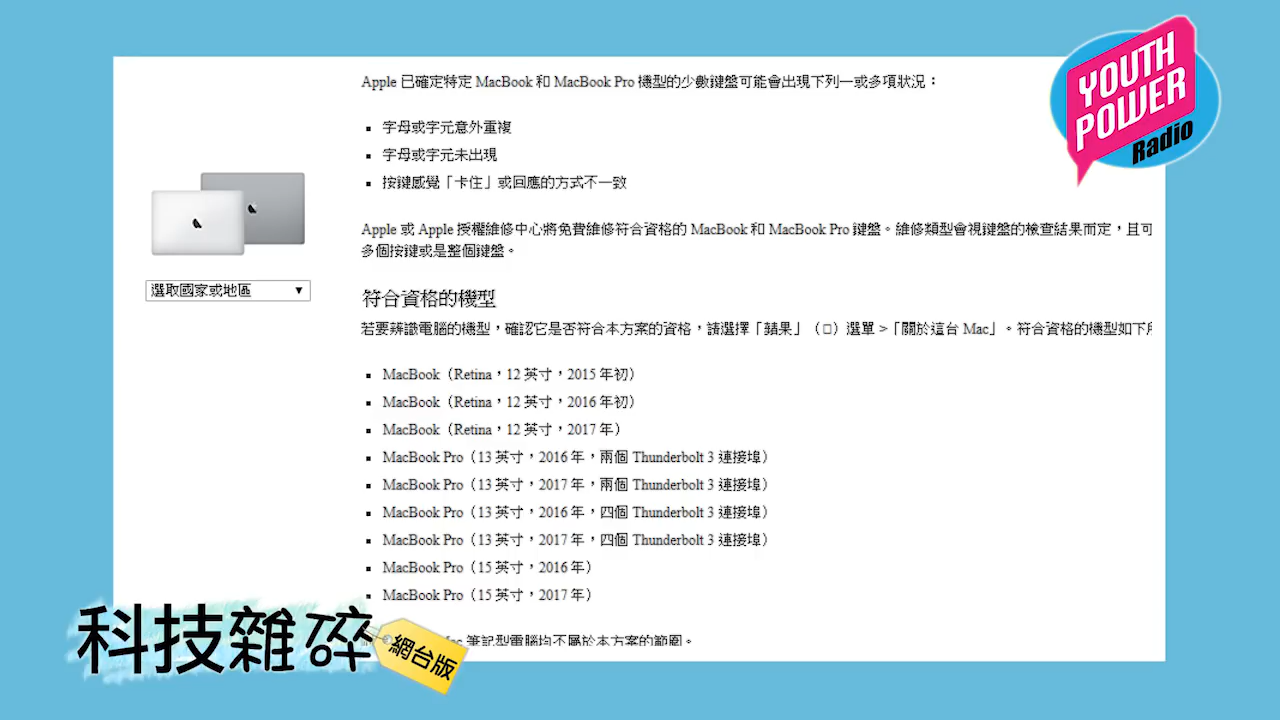 YOUTH
POWER
Radio
Apple 已確定特定 MacBook 和 MacBook Pro 機型的少數鍵盤可能會出現下列一或多項狀況：
字母或字元意外重複
字母或字元未出現
按鍵感覺「卡住」或回應的方式不一致
Apple 或 Apple 授權維修中心將免費維修符合資格的 MacBook 和 MacBook Pro 鍵盤。維修類型會視鍵盤的檢查結果而定，且可
多個按鍵或是整個鍵盤。
選取國家或地區
符合資格的機型
若要辨識電腦的機型，確認它是否符合本方案的資格，請選擇「蘋果」（）選單 >「關於這台 Mac」。符合資格的機型如下
MacBook（Retina，12 英寸，2015 年初）
MacBook（Retina，12 英寸，2016 年初）
MacBook（Retina，12 英寸，2017 年）
MacBook Pro（13 英寸，2016 年，兩個 Thunderbolt 3 連接埠）
MacBook Pro（13 英寸，2017 年，兩個 Thunderbolt 3 連接埠）
MacBook Pro（13 英寸，2016 年，四個 Thunderbolt 3 連接埠）
MacBook Pro（13 英寸，2017 年，四個 Thunderbolt 3 連接埠）
MacBook Pro（15 英寸，2016 年）
MacBook Pro（15 英寸，2017 年）
筆記型電腦均不屬於本方案的範圍。
科技雜碎
網台版